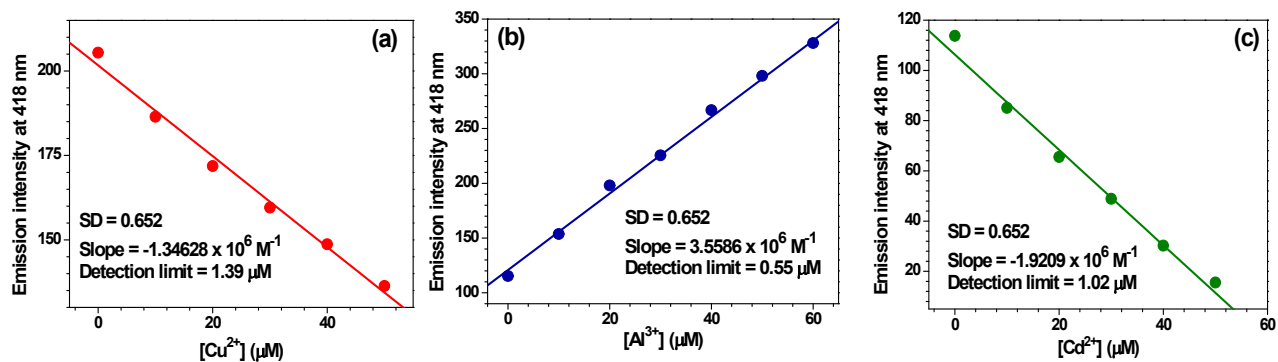 (a)
Emission intensity at 418 nm
200
175
150
SD = 0.652
Slope = -1.34628 x 10⁶ M⁻¹
Detection limit = 1.39 µM
0 20 40
[Cu²⁺] (µM)
(b)
Emission intensity at 418 nm
350
300
250
200
150
100
SD = 0.652
Slope = 3.5586 x 10⁶ M⁻¹
Detection limit = 0.55 µM
0 20 40 60
[Al³⁺] (µM)
(c)
Emission intensity at 418 nm
120
100
80
60
40
20
SD = 0.652
Slope = -1.9209 x 10⁶ M⁻¹
Detection limit = 1.02 µM
0 20 40 60
[Cd²⁺] (µM)